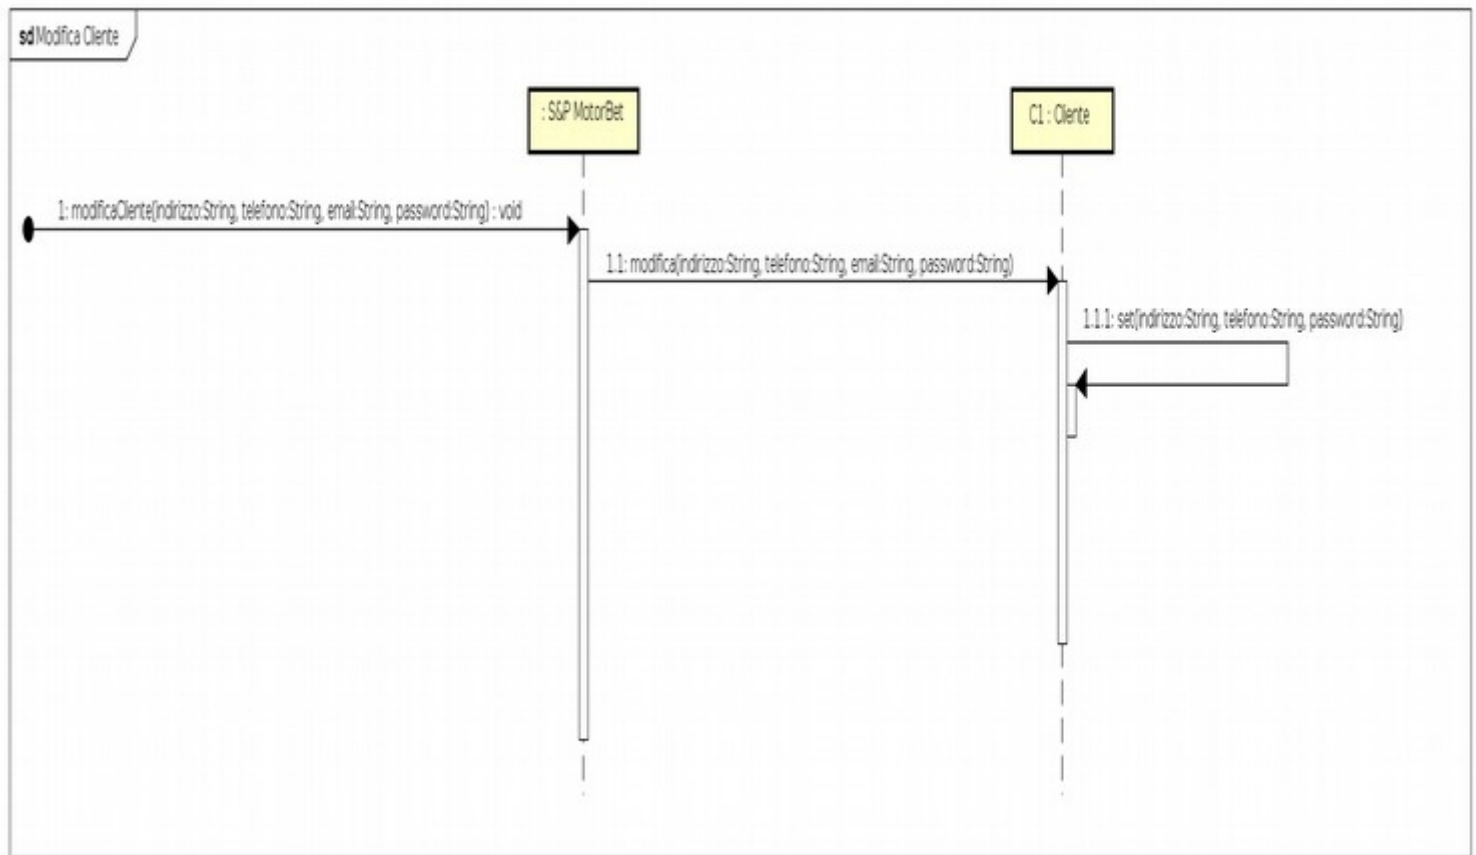 sd Modifica Cliente
: S&P MotorBet
C1 : Cliente
1: modificaCliente(indirizzo:String, telefono:String, email:String, password:String) : void
1.1: modifica(indirizzo:String, telefono:String, email:String, password:String)
1.1.1: set(indirizzo:String, telefono:String, password:String)